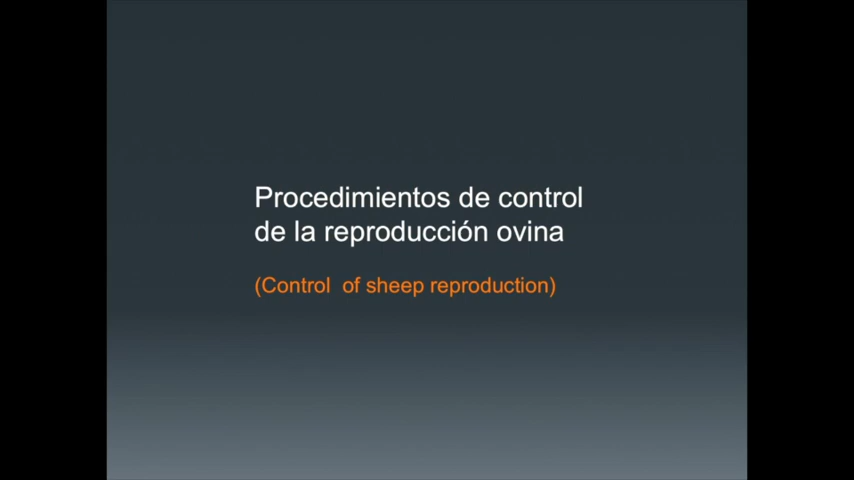 Procedimientos de control
de la reproducción ovina
(Control of sheep reproduction)